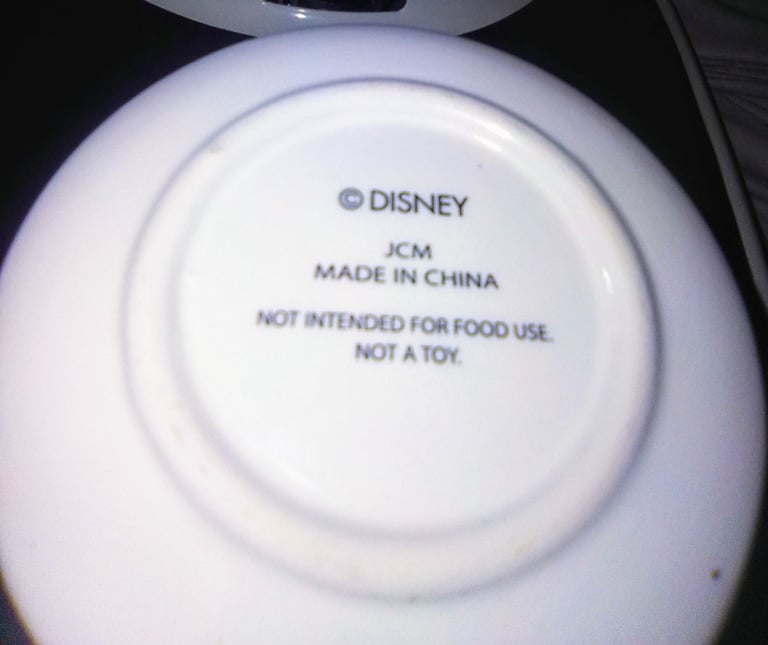 © DISNEY
JCM
MADE IN CHINA
NOT INTENDED FOR FOOD USE.
NOT A TOY.